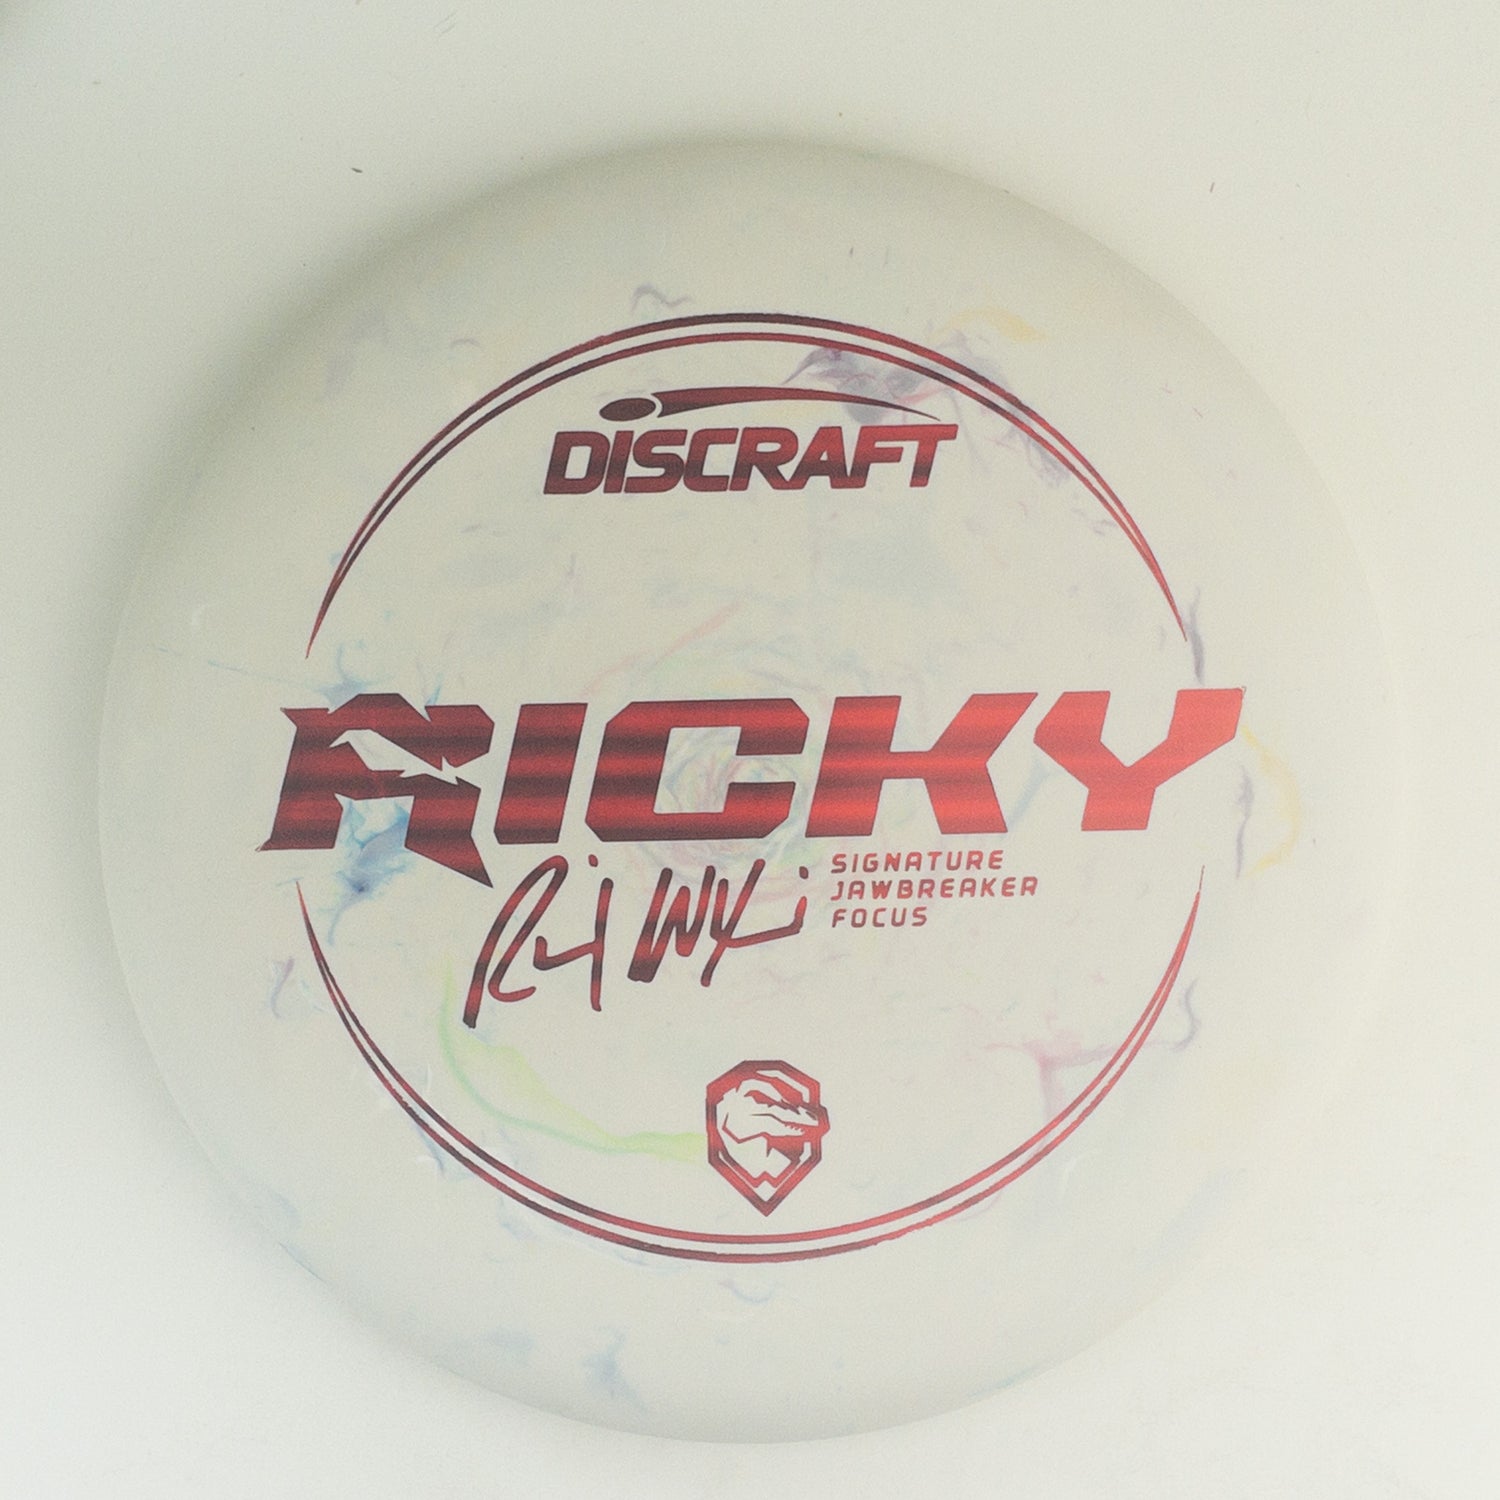 DISCRAFT
RICKY
SIGNATURE
JAWBREAKER
FOCUS